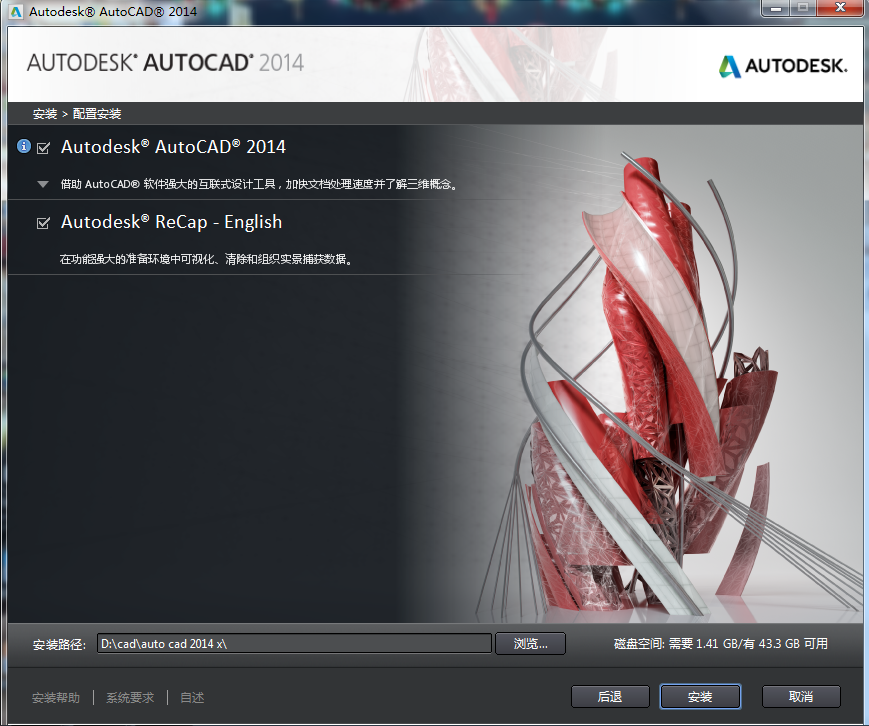 Autodesk® AutoCAD® 2014
AUTODESK® AUTOCAD® 2014
AUTODESK.
安装 > 配置安装
Autodesk® AutoCAD® 2014
借助 AutoCAD® 软件强大的互联式设计工具，加快文档处理速度并了解三维概念。
Autodesk® ReCap - English
在功能强大的准备环境中可视化、清除和组织实景捕获数据。
安装路径: D:\cad\auto cad 2014 x\ 浏览... 磁盘空间: 需要 1.41 GB/有 43.3 GB 可用
安装帮助 系统要求 自述 后退 安装 取消